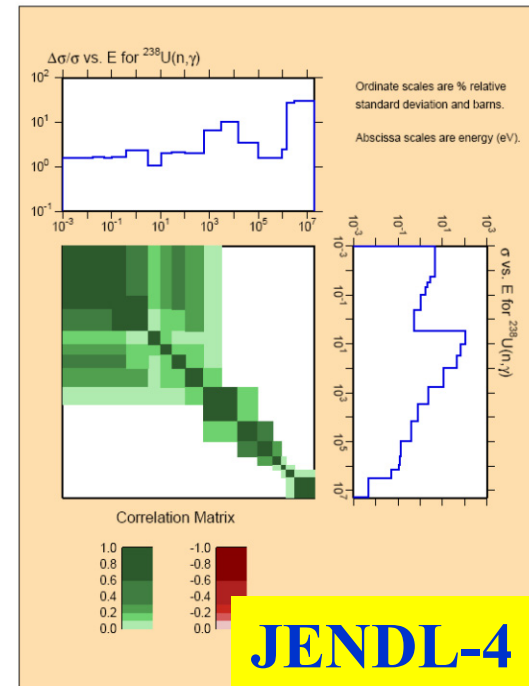 Δσ/σ vs. E for ²³⁸U(n,γ)
10²
10¹
10⁰
10⁻¹
10⁻³ 10⁻¹ 10¹ 10³ 10⁵ 10⁷
Ordinate scales are % relative
standard deviation and barns.
Abscissa scales are energy (eV).
10⁻³ 10⁻¹ 10¹ 10³
σ vs. E for ²³⁸U(n,γ)
10⁻³
10⁻¹
10¹
10³
10⁵
10⁷
Correlation Matrix
1.0 -1.0
0.8 -0.8
0.6 -0.6
0.4 -0.4
0.2 -0.2
0.0 0.0
JENDL-4